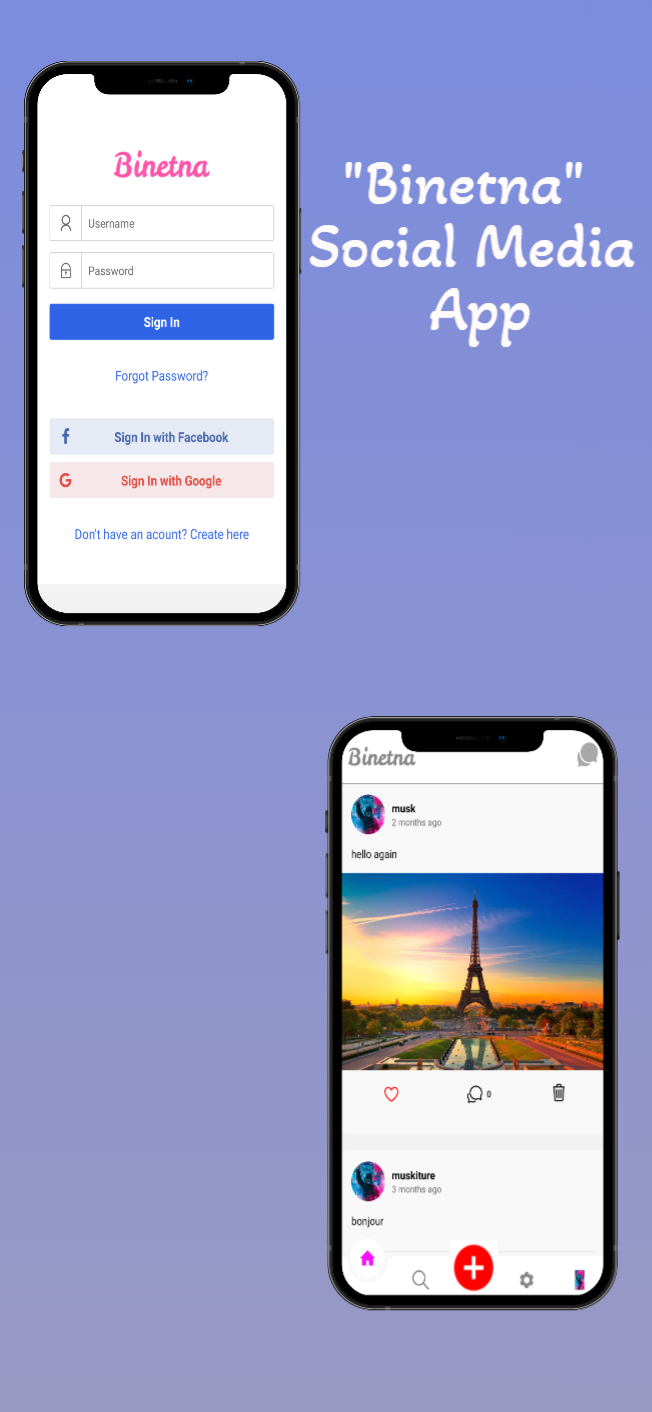 Binetna
Username
Password
Sign In
Forgot Password?
Sign In with Facebook
Sign In with Google
Don't have an acount? Create here
"Binetna"
Social Media
App
Binetna
musk
2 months ago
hello again
0
muskiture
3 months ago
bonjour